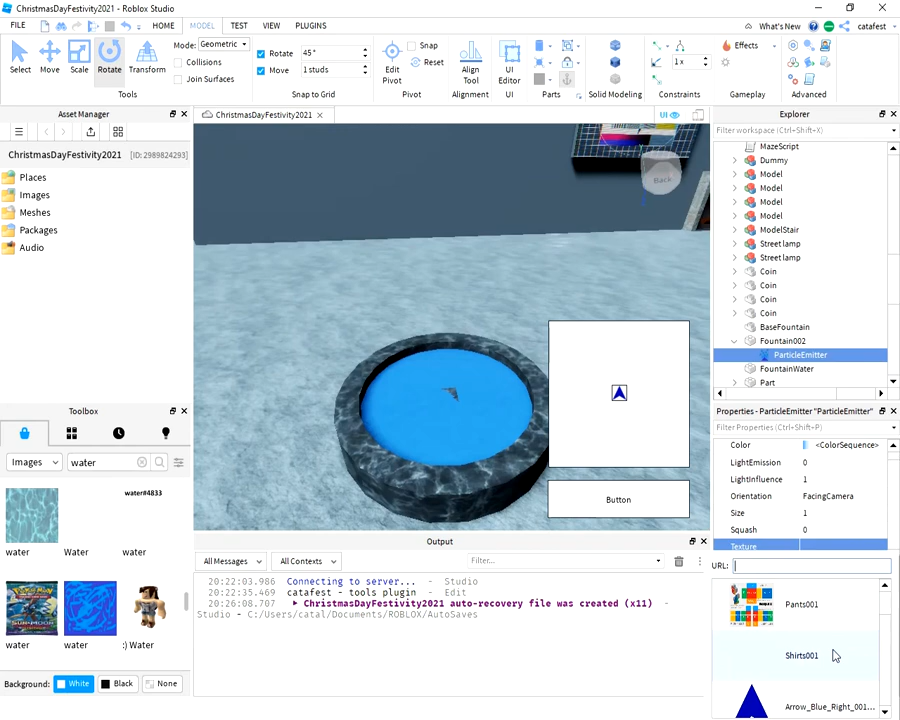 ChristmasDayFestivity2021 - Roblox Studio
FILE HOME MODEL TEST VIEW PLUGINS What's New catafest
Select Move Scale Rotate Transform
Mode: Geometric
Collisions
Join Surfaces
Tools
Rotate 45°
Move 1 studs
Snap to Grid
Edit Pivot
Snap
Reset
Pivot
Align Tool
Alignment
UI Editor
UI
Parts
Solid Modeling
1 x
Constraints
Effects
Gameplay
Advanced
Asset Manager
ChristmasDayFestivity2021 [ID: 2989824293]
Places
Images
Meshes
Packages
Audio
Toolbox
Images water
water#4833
water Water water
water water :) Water
Background: White Black None
ChristmasDayFestivity2021
UI
Back
Button
Output
All Messages All Contexts Filter...
20:22:03.986 Connecting to server... - Studio
20:22:35.469 catafest - tools plugin - Edit
20:26:08.707 ChristmasDayFestivity2021 auto-recovery file was created (x11) -
Studio - C:/Users/catal/Documents/ROBLOX/AutoSaves
Explorer
Filter workspace (Ctrl+Shift+X)
MazeScript
Dummy
Model
Model
Model
Model
ModelStair
Street lamp
Street lamp
Coin
Coin
Coin
Coin
BaseFountain
Fountain002
ParticleEmitter
FountainWater
Part
Properties - ParticleEmitter "ParticleEmitter"
Filter Properties (Ctrl+Shift+P)
Color <ColorSequence>
LightEmission 0
LightInfluence 1
Orientation FacingCamera
Size 1
Squash 0
Texture
URL:
Pants001
Shirts001
Arrow_Blue_Right_001...